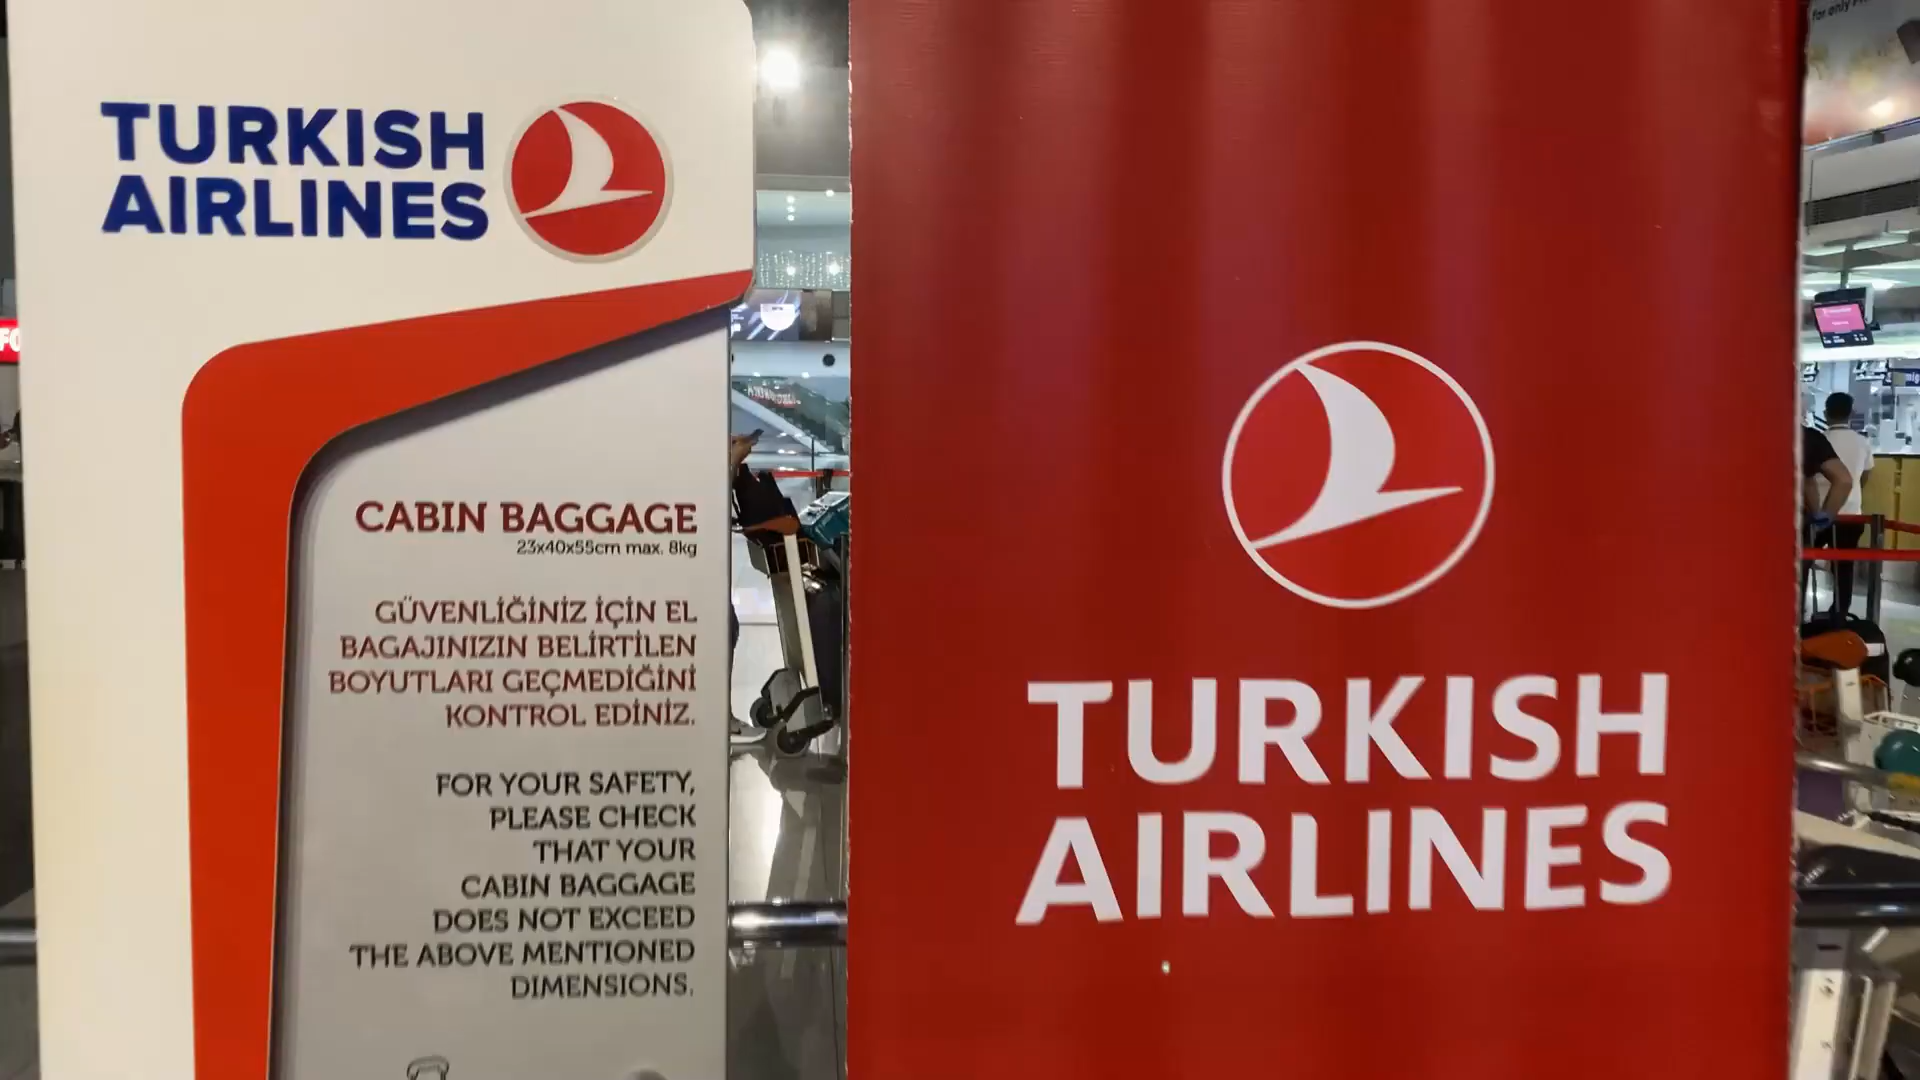 TURKISH
AIRLINES
CABIN BAGGAGE
23x40x55cm max. 8kg
GÜVENLİĞİNİZ İÇİN EL
BAGAJINIZIN BELİRTİLEN
BOYUTLARI GEÇMEDİĞİNİ
KONTROL EDİNİZ.
FOR YOUR SAFETY,
PLEASE CHECK
THAT YOUR
CABIN BAGGAGE
DOES NOT EXCEED
THE ABOVE MENTIONED
DIMENSIONS.
TURKISH
AIRLINES
for only